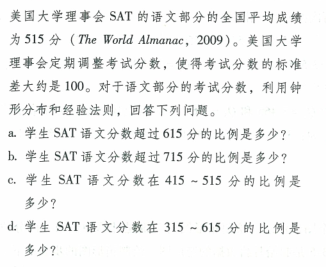 美国大学理事会 SAT 的语文部分的全国平均成绩
为 515 分（The World Almanac，2009）。美国大学
理事会定期调整考试分数，使得考试分数的标准
差大约是 100。对于语文部分的考试分数，利用钟
形分布和经验法则，回答下列问题。
a. 学生 SAT 语文分数超过 615 分的比例是多少？
b. 学生 SAT 语文分数超过 715 分的比例是多少？
c. 学生 SAT 语文分数在 415 ~ 515 分的比例是
多少？
d. 学生 SAT 语文分数在 315 ~ 615 分的比例是
多少？